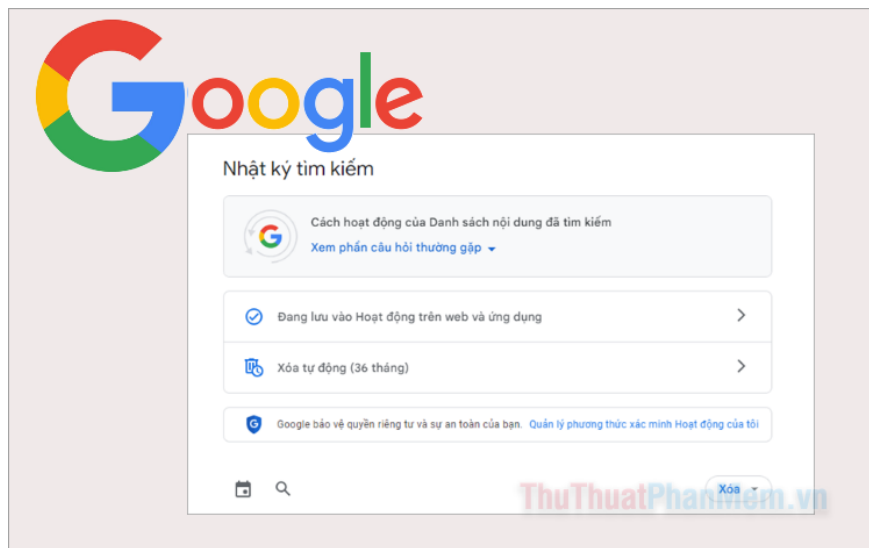 Google
Nhật ký tìm kiếm
Cách hoạt động của Danh sách nội dung đã tìm kiếm
Xem phần câu hỏi thường gặp
Đang lưu vào Hoạt động trên web và ứng dụng
Xóa tự động (36 tháng)
Google bảo vệ quyền riêng tư và sự an toàn của bạn. Quản lý phương thức xác minh Hoạt động của tôi
Xóa
ThuThuatPhanMem.vn